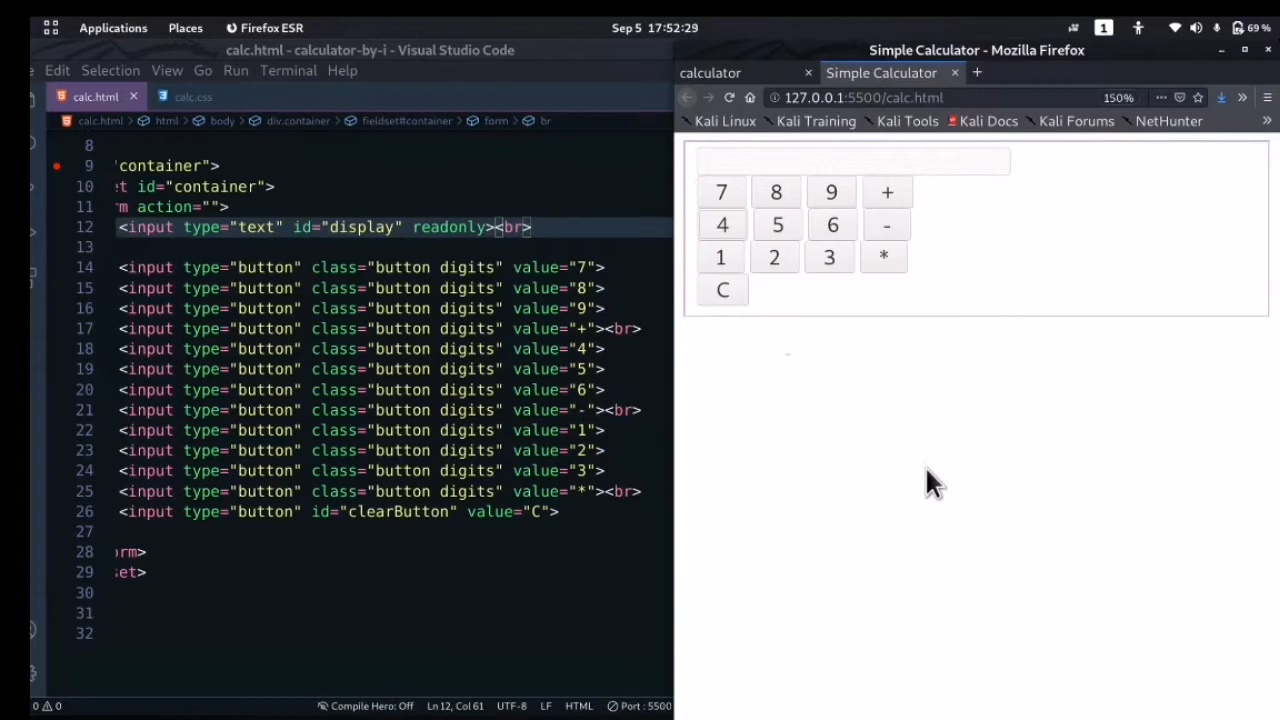 Applications Places Firefox ESR Sep 5 17:52:29 1 69 %
calc.html - calculator-by-i - Visual Studio Code
Edit Selection View Go Run Terminal Help
calc.html calc.css
calc.html html body div.container fieldset#container form br
8
9 "container">
10 et id="container">
11 m action="">
12 <input type="text" id="display" readonly><br>
13
14 <input type="button" class="button digits" value="7">
15 <input type="button" class="button digits" value="8">
16 <input type="button" class="button digits" value="9">
17 <input type="button" class="button digits" value="+"><br>
18 <input type="button" class="button digits" value="4">
19 <input type="button" class="button digits" value="5">
20 <input type="button" class="button digits" value="6">
21 <input type="button" class="button digits" value="-"><br>
22 <input type="button" class="button digits" value="1">
23 <input type="button" class="button digits" value="2">
24 <input type="button" class="button digits" value="3">
25 <input type="button" class="button digits" value="*"><br>
26 <input type="button" id="clearButton" value="C">
27
28 orm>
29 set>
30
31
32
0 0 Compile Hero: Off Ln 12, Col 61 UTF-8 LF HTML Port : 5500
Simple Calculator - Mozilla Firefox
calculator Simple Calculator
127.0.0.1:5500/calc.html 150%
Kali Linux Kali Training Kali Tools Kali Docs Kali Forums NetHunter
7 8 9 +
4 5 6 -
1 2 3 *
C